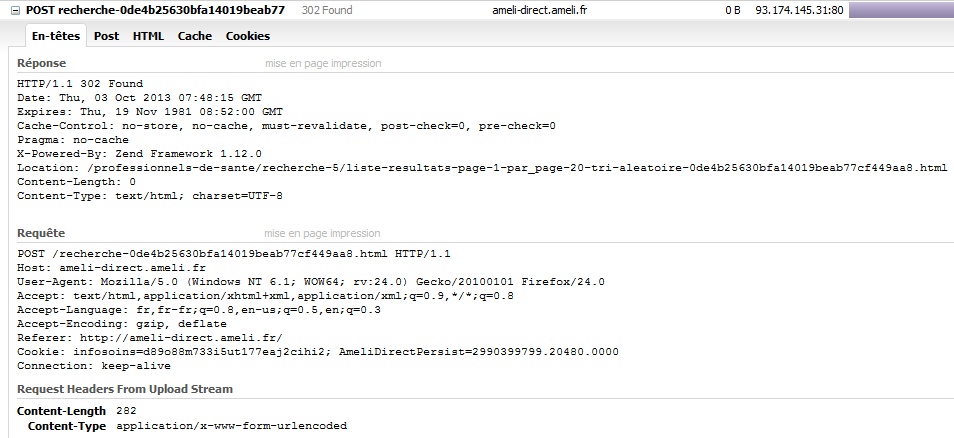 POST recherche-0de4b25630bfa14019beab77 302 Found ameli-direct.ameli.fr 0 B 93.174.145.31:80
En-têtes Post HTML Cache Cookies
Réponse mise en page impression
HTTP/1.1 302 Found
Date: Thu, 03 Oct 2013 07:48:15 GMT
Expires: Thu, 19 Nov 1981 08:52:00 GMT
Cache-Control: no-store, no-cache, must-revalidate, post-check=0, pre-check=0
Pragma: no-cache
X-Powered-By: Zend Framework 1.12.0
Location: /professionnels-de-sante/recherche-5/liste-resultats-page-1-par_page-20-tri-aleatoire-0de4b25630bfa14019beab77cf449aa8.html
Content-Length: 0
Content-Type: text/html; charset=UTF-8
Requête mise en page impression
POST /recherche-0de4b25630bfa14019beab77cf449aa8.html HTTP/1.1
Host: ameli-direct.ameli.fr
User-Agent: Mozilla/5.0 (Windows NT 6.1; WOW64; rv:24.0) Gecko/20100101 Firefox/24.0
Accept: text/html,application/xhtml+xml,application/xml;q=0.9,*/*;q=0.8
Accept-Language: fr,fr-fr;q=0.8,en-us;q=0.5,en;q=0.3
Accept-Encoding: gzip, deflate
Referer: http://ameli-direct.ameli.fr/
Cookie: infosoins=d89o88m733i5ut177eaj2cihi2; AmeliDirectPersist=2990399799.20480.0000
Connection: keep-alive
Request Headers From Upload Stream
Content-Length 282
Content-Type application/x-www-form-urlencoded